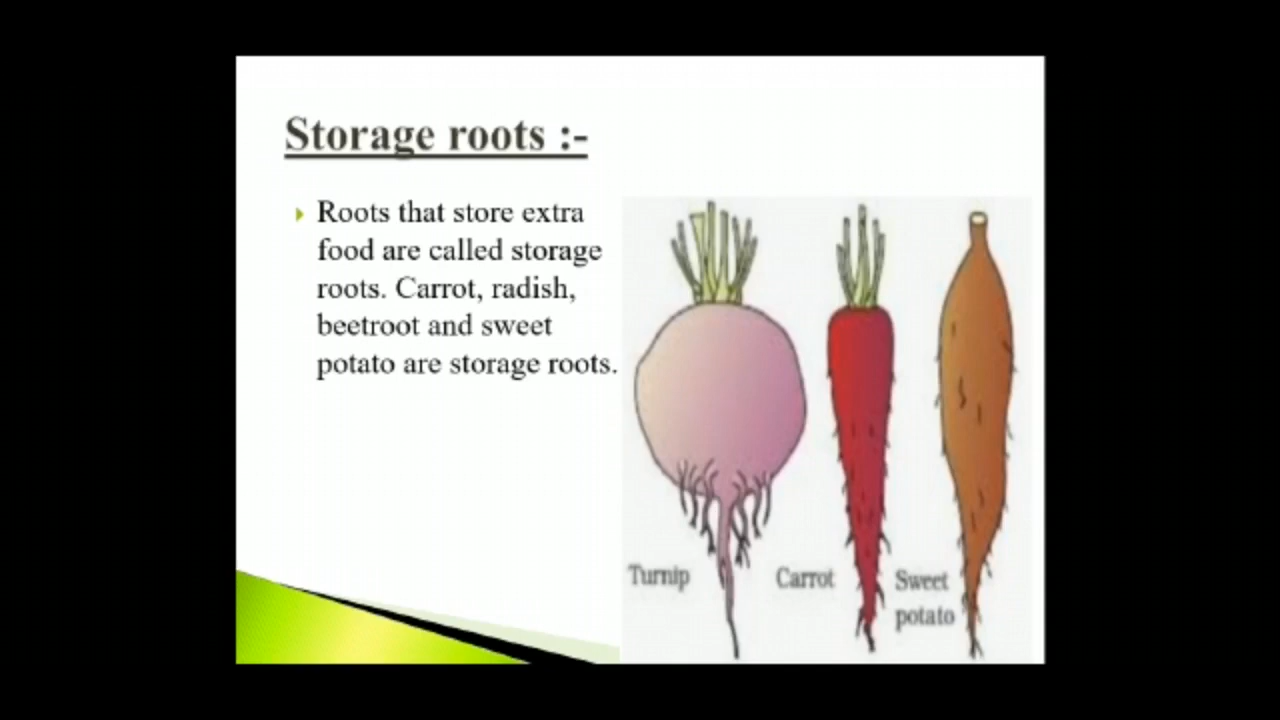 Storage roots :-
Roots that store extra
food are called storage
roots. Carrot, radish,
beetroot and sweet
potato are storage roots.
Turnip
Carrot
Sweet
potato